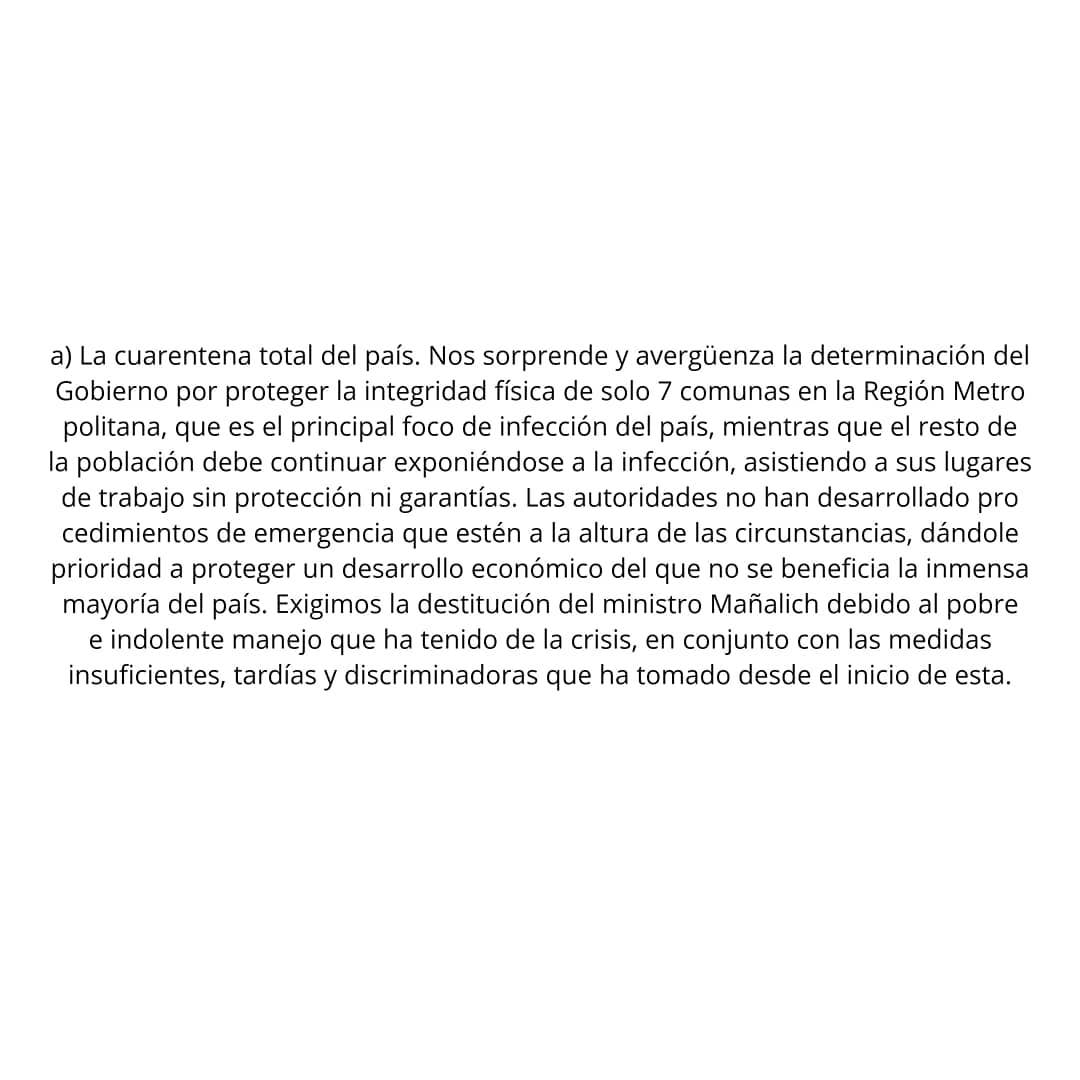 a) La cuarentena total del país. Nos sorprende y avergüenza la determinación del
Gobierno por proteger la integridad física de solo 7 comunas en la Región Metro
politana, que es el principal foco de infección del país, mientras que el resto de
la población debe continuar exponiéndose a la infección, asistiendo a sus lugares
de trabajo sin protección ni garantías. Las autoridades no han desarrollado pro
cedimientos de emergencia que estén a la altura de las circunstancias, dándole
prioridad a proteger un desarrollo económico del que no se beneficia la inmensa
mayoría del país. Exigimos la destitución del ministro Mañalich debido al pobre
e indolente manejo que ha tenido de la crisis, en conjunto con las medidas
insuficientes, tardías y discriminadoras que ha tomado desde el inicio de esta.